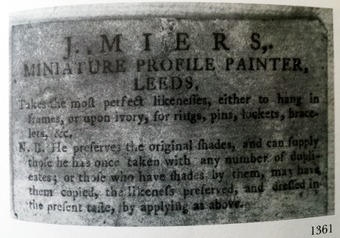 J. MIERS,
MINIATURE PROFILE PAINTER,
LEEDS,
Takes the moſt perfect likeneſſes, either to hang in
frames, or upon ivory, for rings, pins, lockets, brace-
lets, &c.
N. B. He preſerves the original ſhades, and can ſupply
thoſe he has once taken with any number of dupli-
cates; or thoſe who have ſhades by them, may have
them copied, the likeneſs preſerved, and dreſſed in
the preſent taſte, by applying as above.
1361